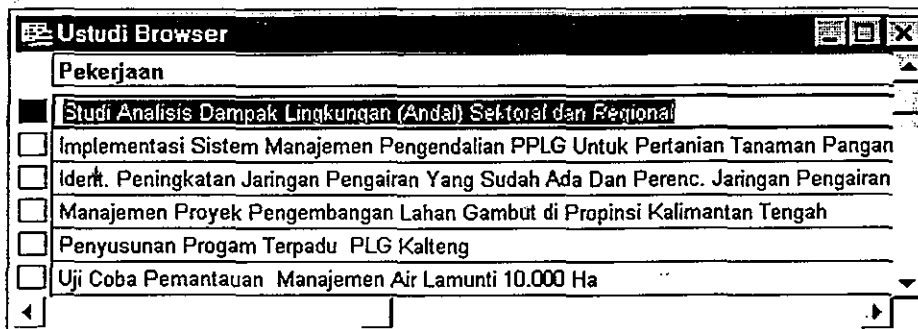 Ustudi Browser
Pekerjaan
Studi Analisis Dampak Lingkungan (Andal) Sektoral dan Regional
Implementasi Sistem Manajemen Pengendalian PPLG Untuk Pertanian Tanaman Pangan
Ident. Peningkatan Jaringan Pengairan Yang Sudah Ada Dan Perenc. Jaringan Pengairan
Manajemen Proyek Pengembangan Lahan Gambut di Propinsi Kalimantan Tengah
Penyusunan Progam Terpadu PLG Kalteng
Uji Coba Pemantauan Manajemen Air Lamunti 10.000 Ha